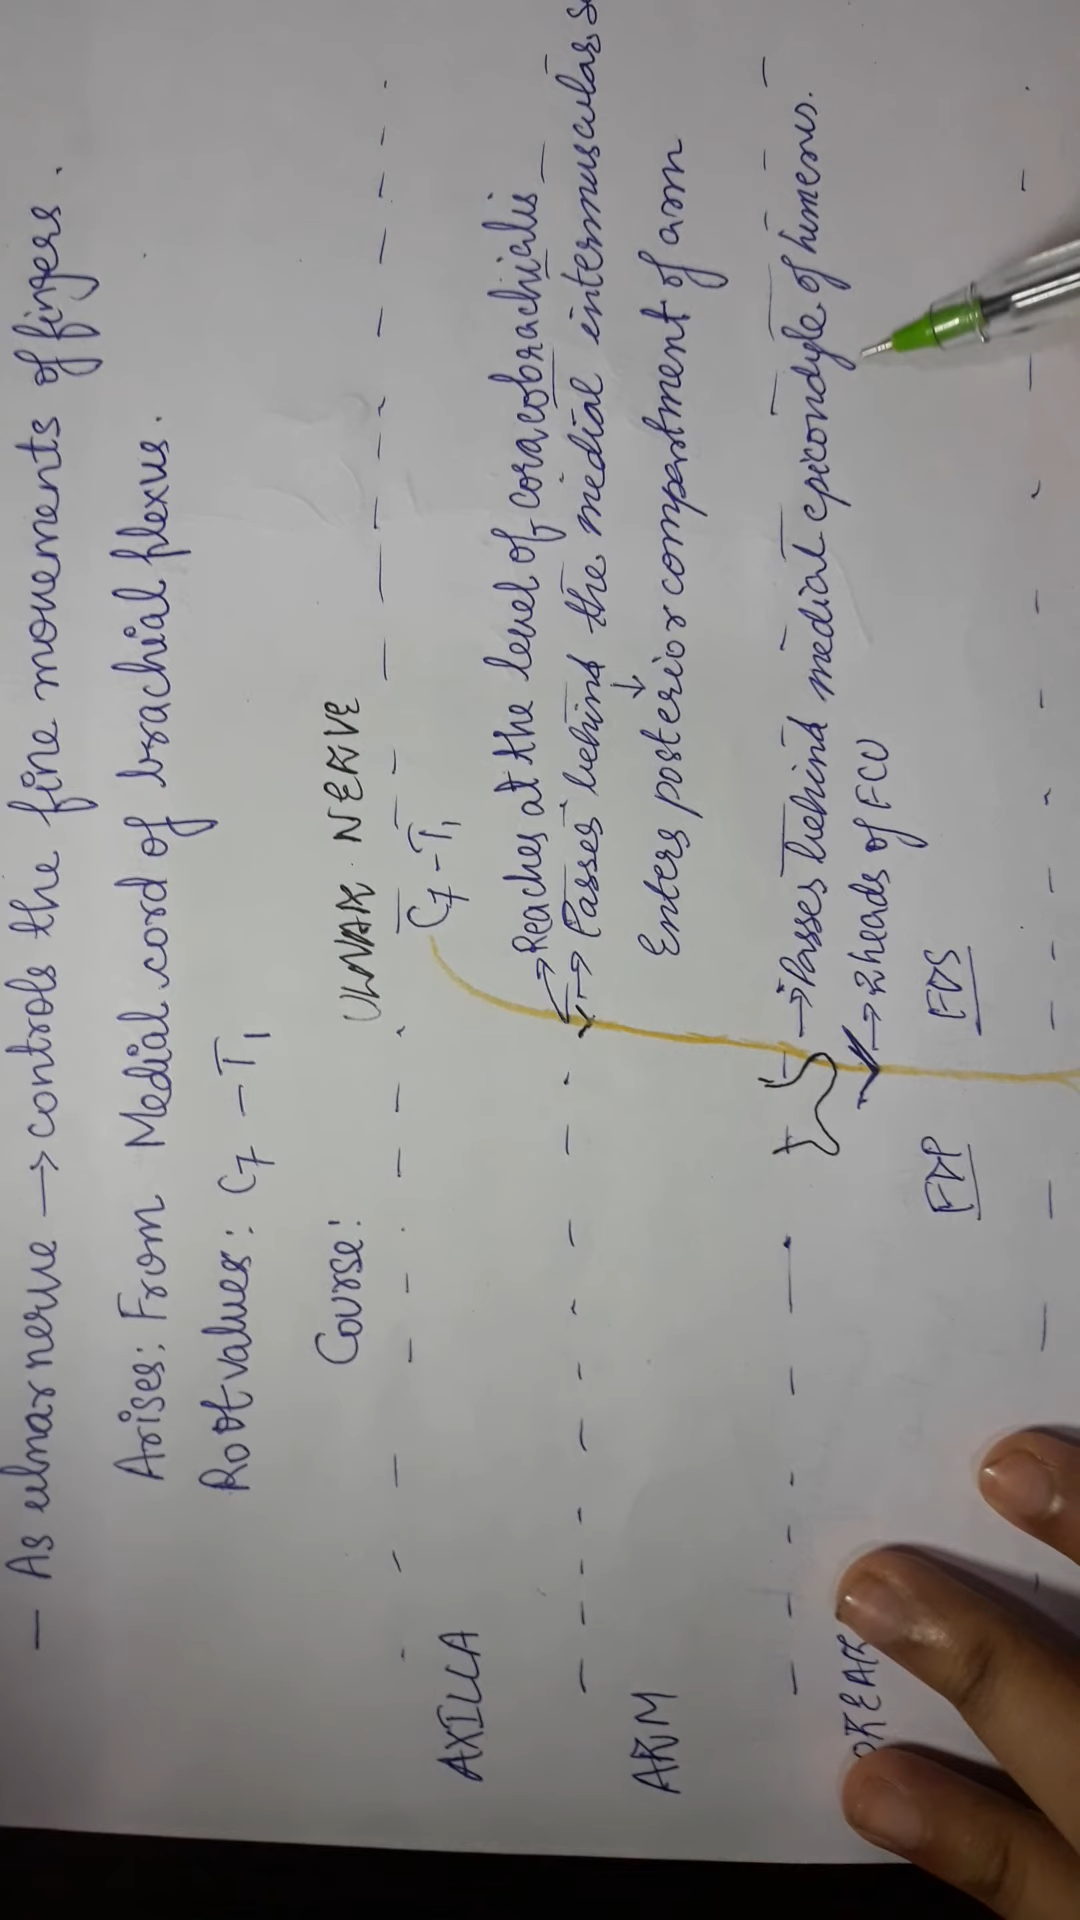 — As ulnar nerve → controls the fine movements of fingers.
Arises: From Medial cord of brachial plexus.
Root values: C7 – T1
Course:
ULNAR NERVE
C7 – T1
AXILLA
→ Reaches at the level of coracobrachialis
→ Passes behind the medial intermuscular
↓
Enters posterior compartment of arm
ARM
→ Passes behind medial epicondyle of humerus.
→ 2 heads of FCU
FDP FDS